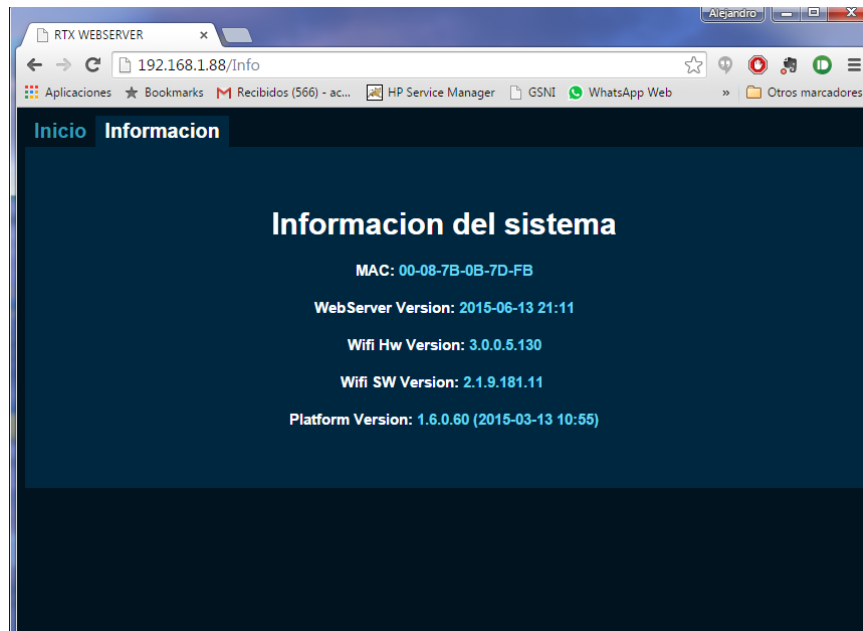 Alejandro
RTX WEBSERVER
192.168.1.88/Info
Aplicaciones Bookmarks Recibidos (566) - ac... HP Service Manager GSNI WhatsApp Web » Otros marcadores
Inicio Informacion
Informacion del sistema
MAC: 00-08-7B-0B-7D-FB
WebServer Version: 2015-06-13 21:11
Wifi Hw Version: 3.0.0.5.130
Wifi SW Version: 2.1.9.181.11
Platform Version: 1.6.0.60 (2015-03-13 10:55)